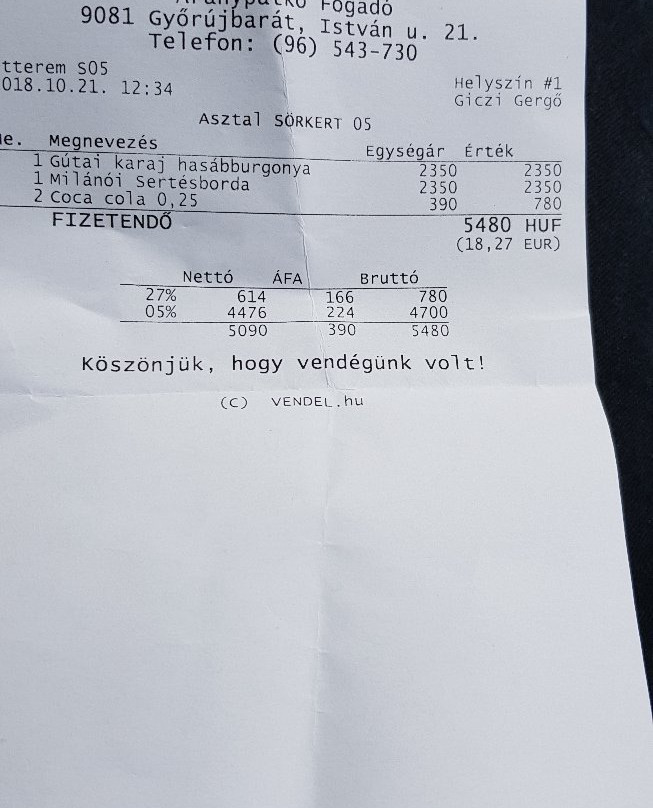 Fogadó
9081 Győrújbarát, István u. 21.
Telefon: (96) 543-730
tterem S05
018.10.21. 12:34
Helyszín #1
Giczi Gergő
Asztal SÖRKERT 05
e. Megnevezés Egységár Érték
1 Gútai karaj hasábburgonya 2350 2350
1 Milánói Sertésborda 2350 2350
2 Coca cola 0,25 390 780
FIZETENDŐ 5480 HUF
(18,27 EUR)
Nettó ÁFA Bruttó
27% 614 166 780
05% 4476 224 4700
5090 390 5480
Köszönjük, hogy vendégünk volt!
(C) VENDEL.hu